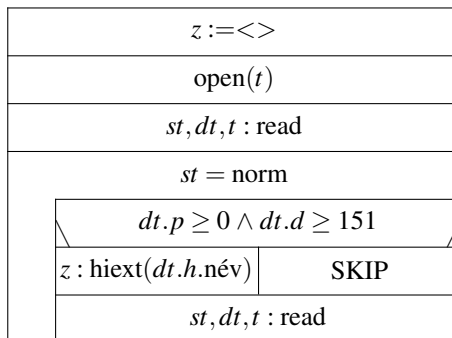 z := <>
open(t)
st, dt, t : read
st = norm
dt.p ≥ 0 ∧ dt.d ≥ 151
z : hiext(dt.h.név) SKIP
st, dt, t : read